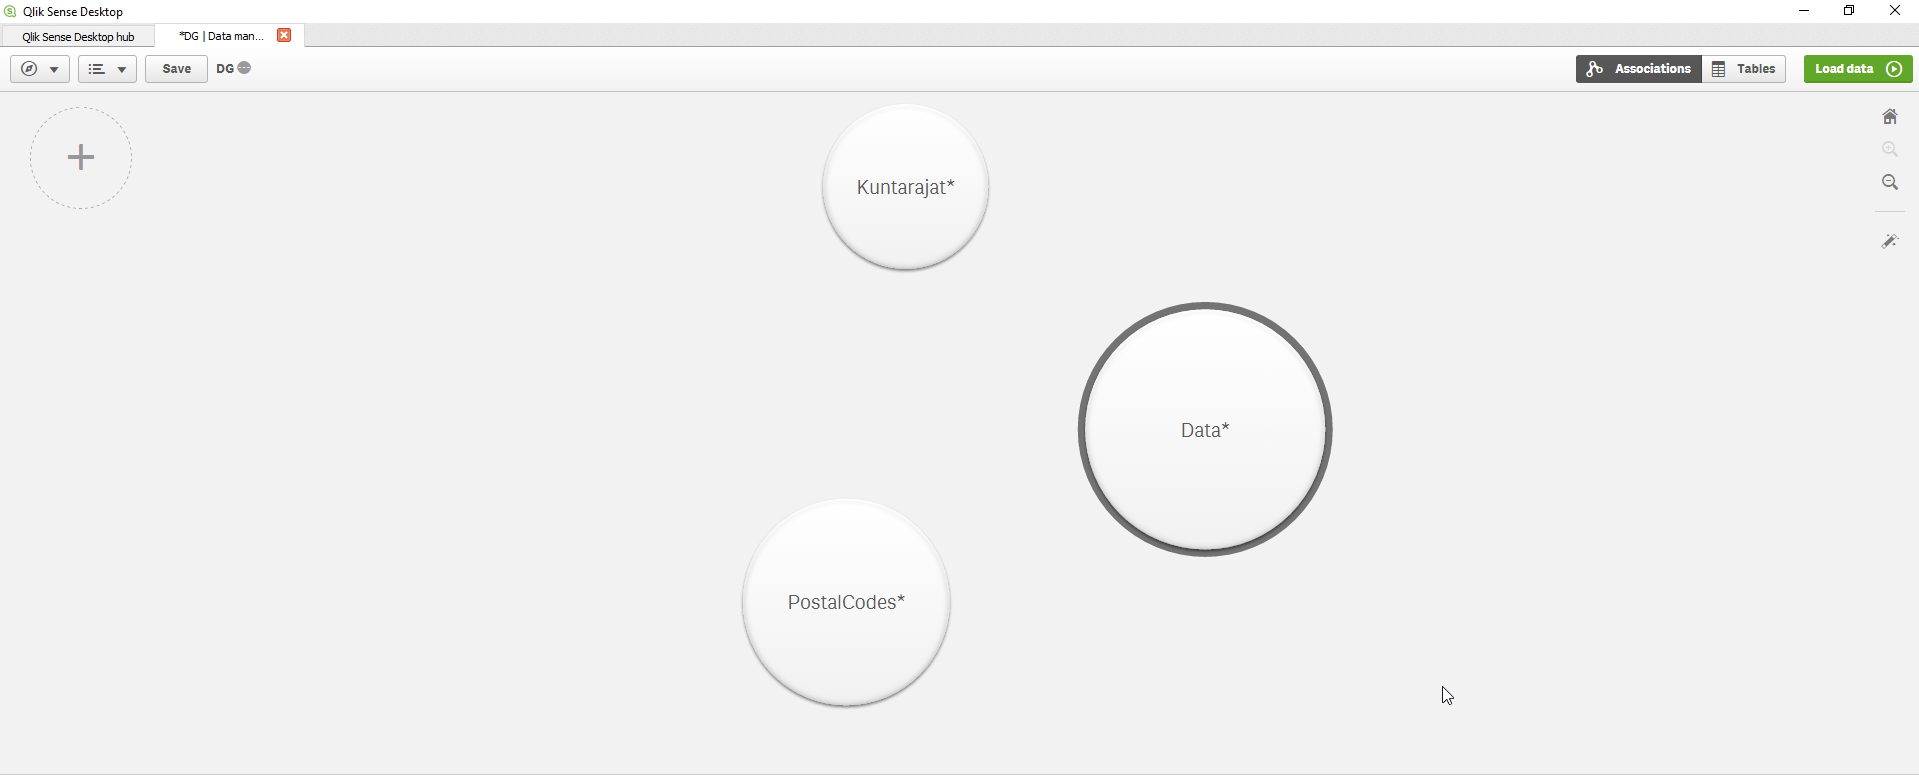 Qlik Sense Desktop
Qlik Sense Desktop hub
*DG | Data man...
Save
DG
Associations
Tables
Load data
Kuntarajat*
Data*
PostalCodes*